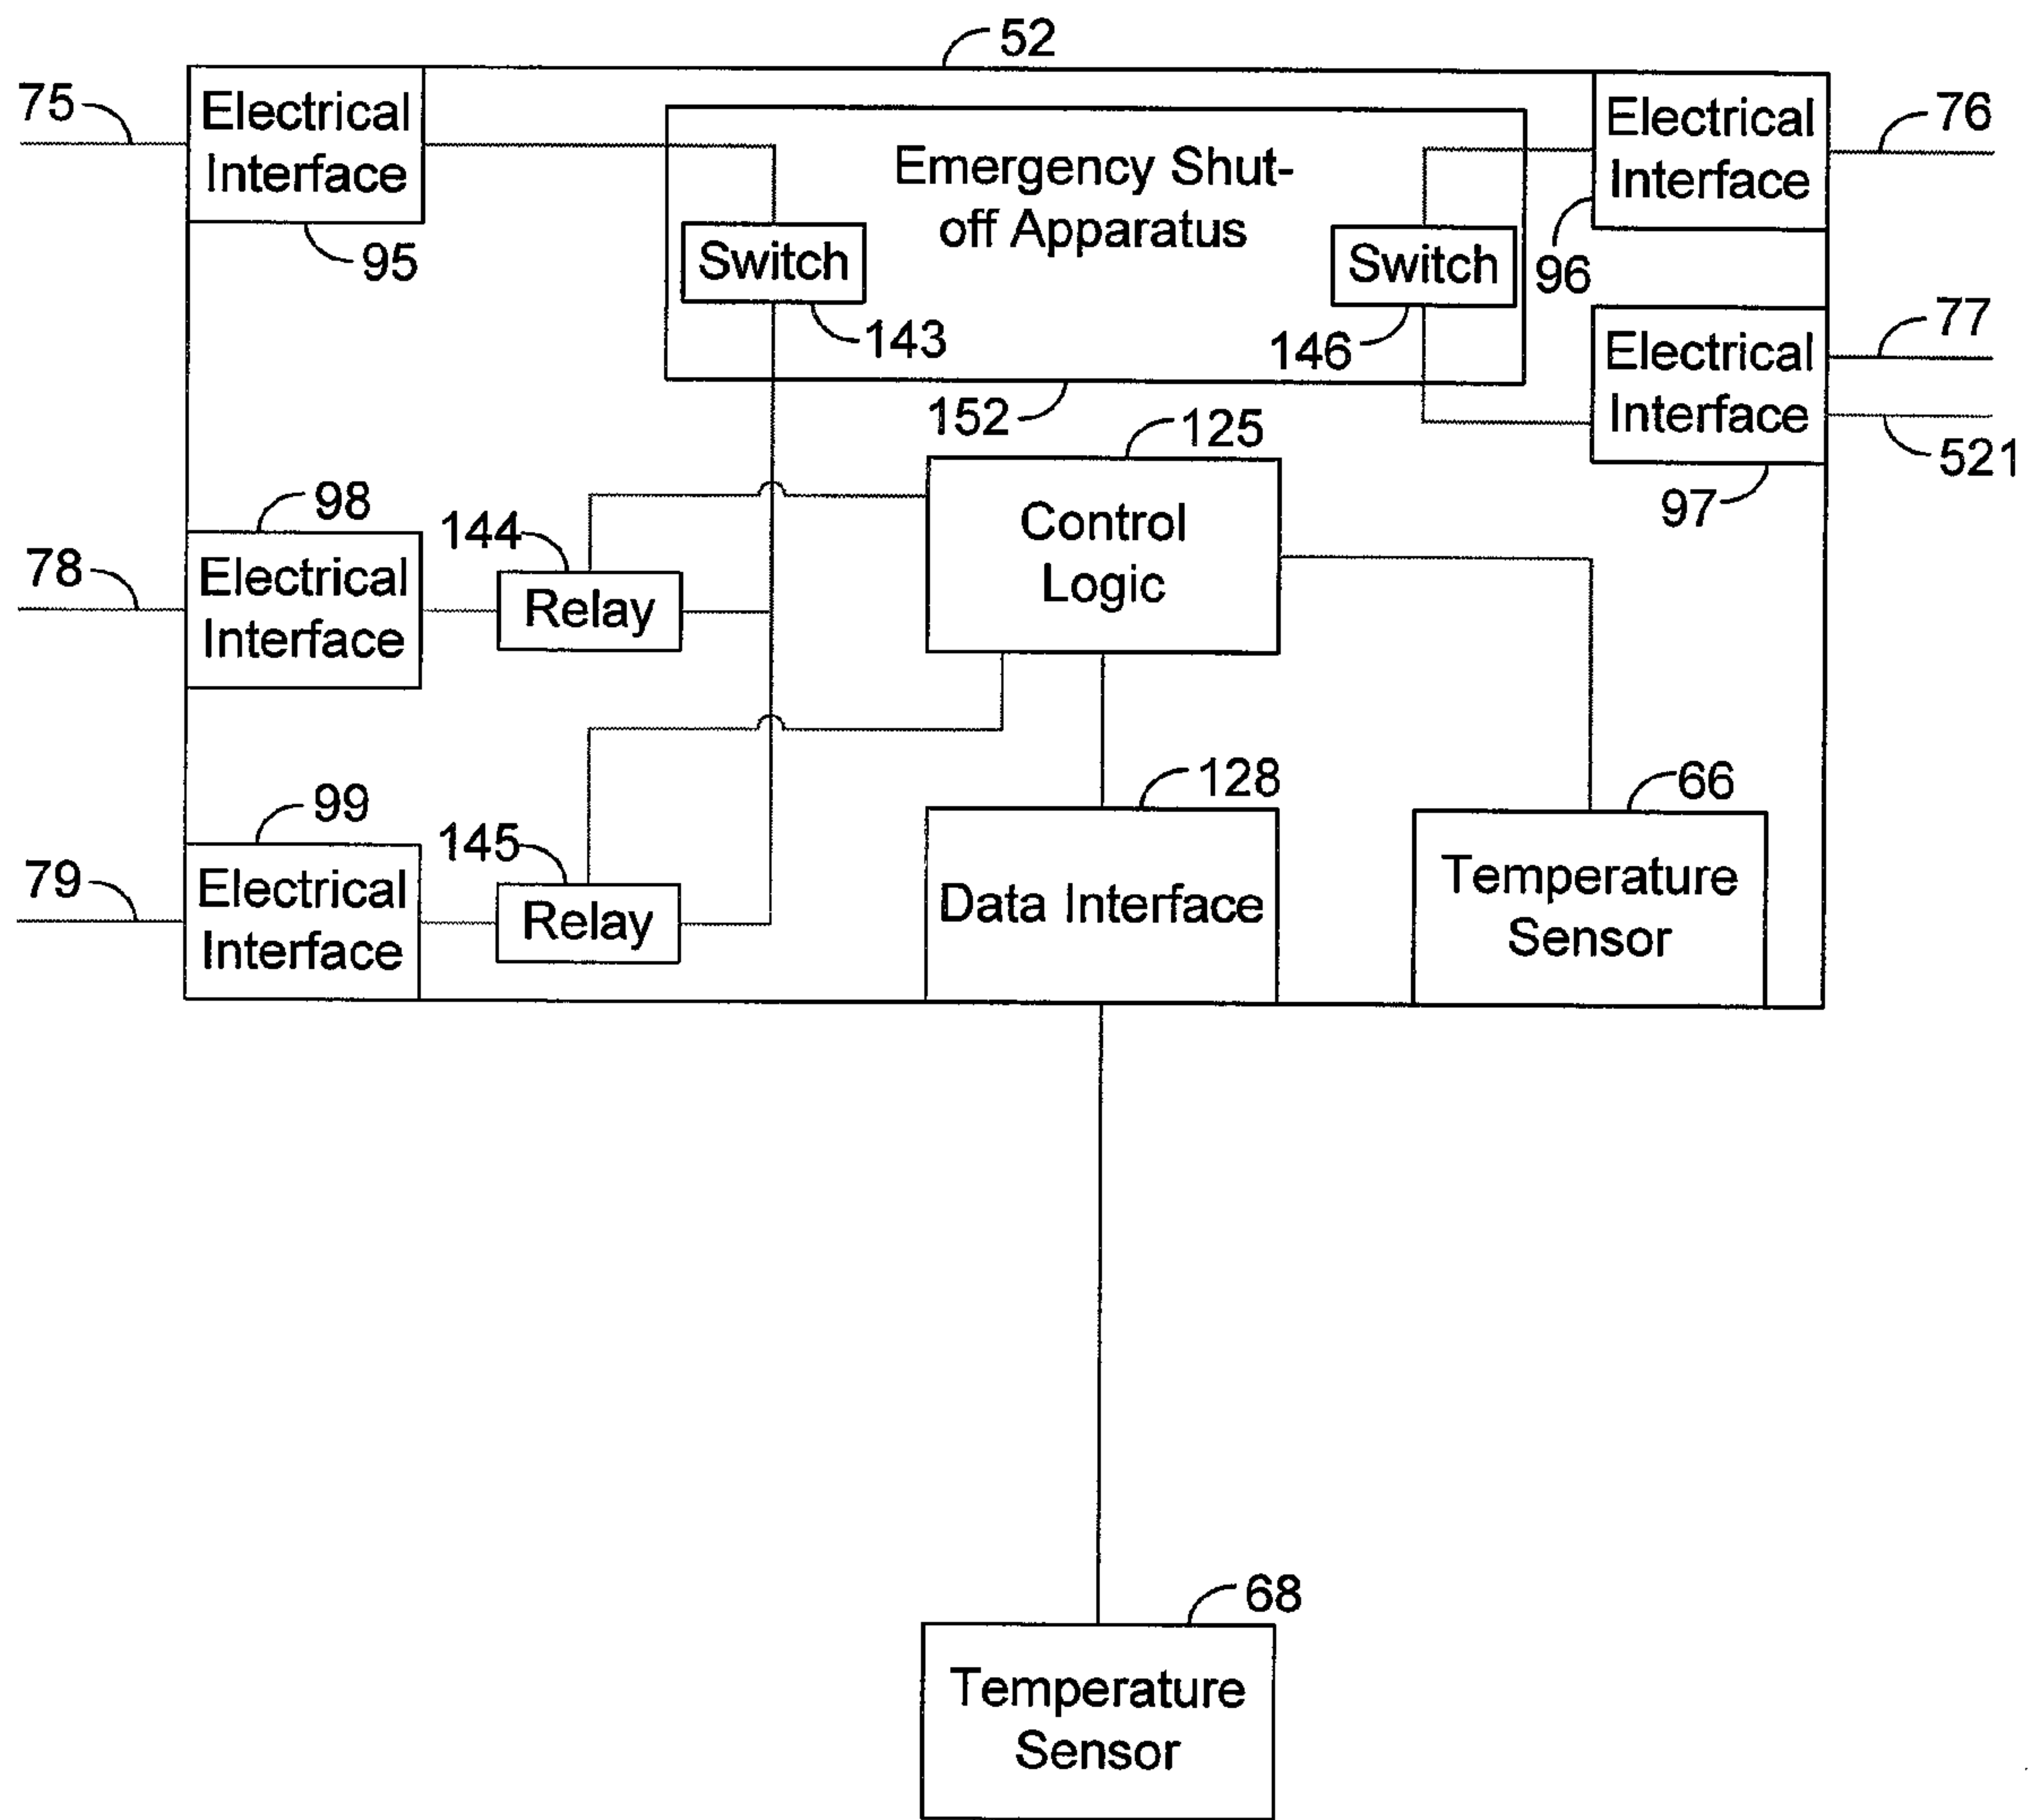 52
75
Electrical
Interface
95
Emergency Shut-
off Apparatus
Switch
143
Switch
146
152
Electrical
Interface
96
76
Electrical
Interface
97
77
521
125
Control
Logic
98
78
Electrical
Interface
144
Relay
99
79
Electrical
Interface
145
Relay
128
Data Interface
66
Temperature
Sensor
68
Temperature
Sensor